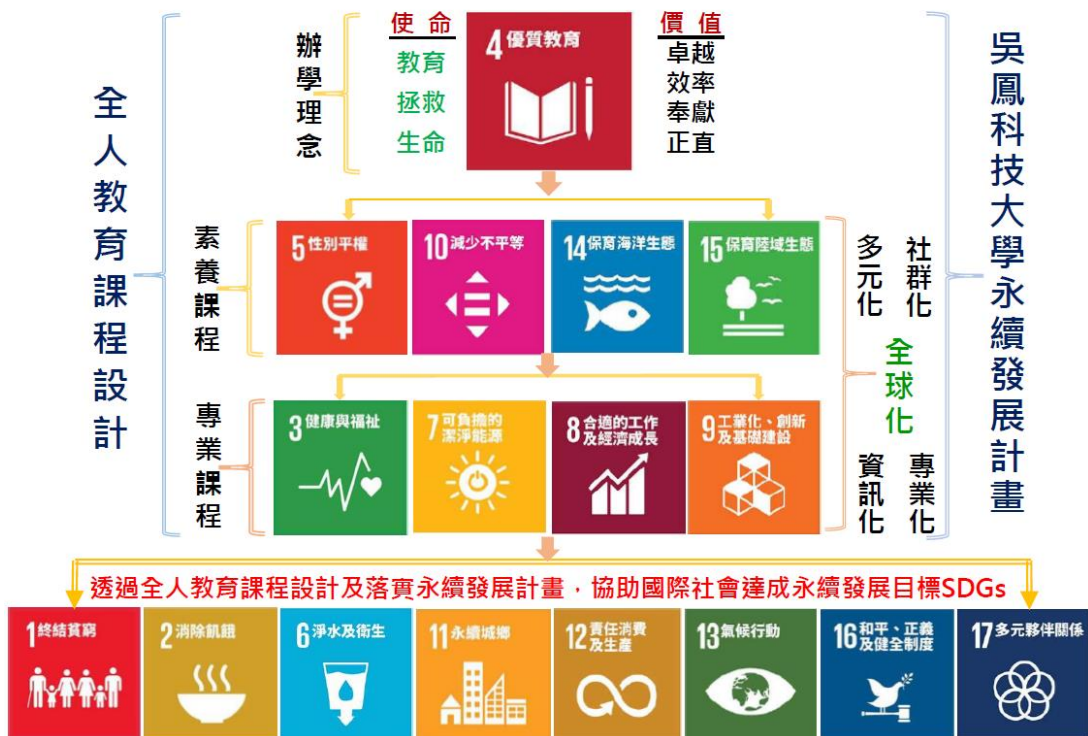 全人教育課程設計
辦學理念
使命
教育
拯救
生命
4 優質教育
價值
卓越
效率
奉獻
正直
吳鳳科技大學永續發展計畫
素養課程
5 性別平權
10 減少不平等
14 保育海洋生態
15 保育陸域生態
多元化
社群化
全球化
資訊化
專業化
專業課程
3 健康與福祉
7 可負擔的
潔淨能源
8 合適的工作
及經濟成長
9 工業化、創新
及基礎建設
透過全人教育課程設計及落實永續發展計畫，協助國際社會達成永續發展目標SDGs
1 終結貧窮
2 消除飢餓
6 淨水及衛生
11 永續城鄉
12 責任消費
及生產
13 氣候行動
16 和平、正義
及健全制度
17 多元夥伴關係